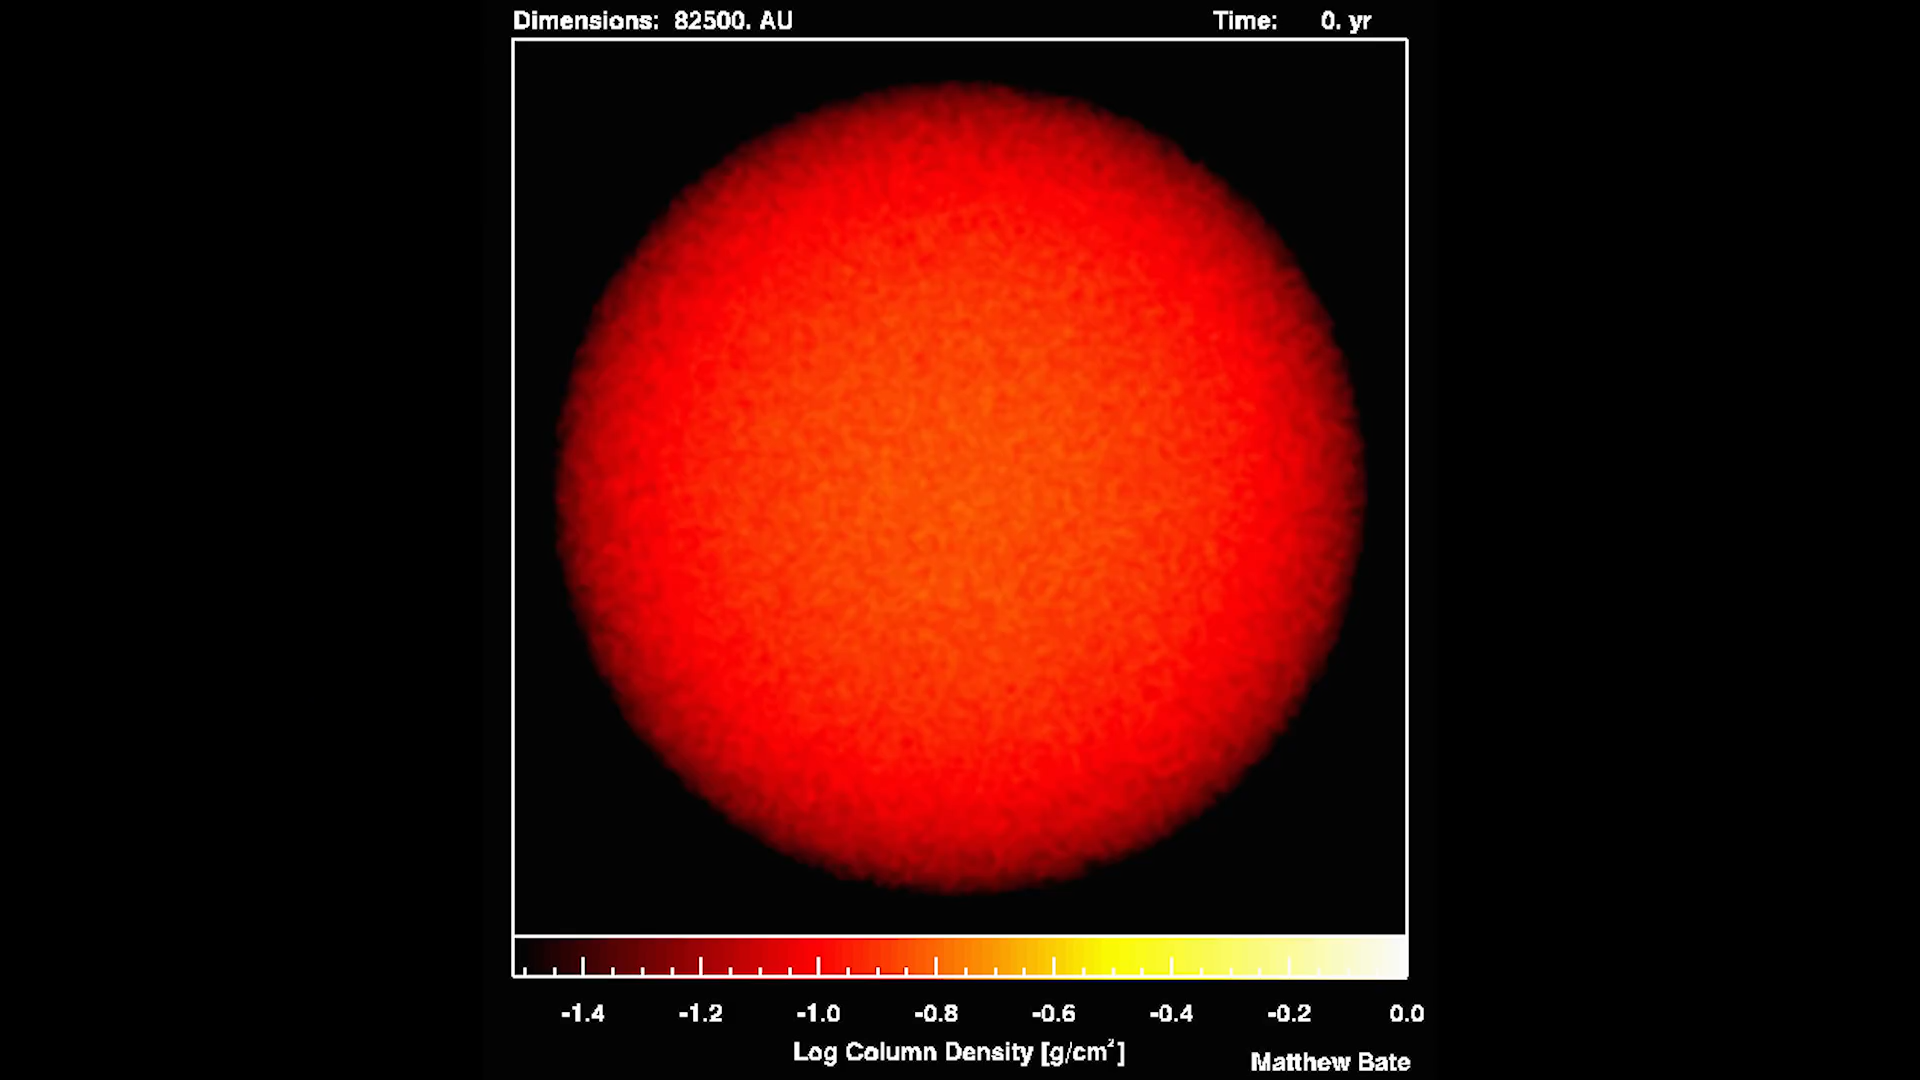 Dimensions: 82500. AU Time: 0. yr
-1.4 -1.2 -1.0 -0.8 -0.6 -0.4 -0.2 0.0
Log Column Density [g/cm²]
Matthew Bate